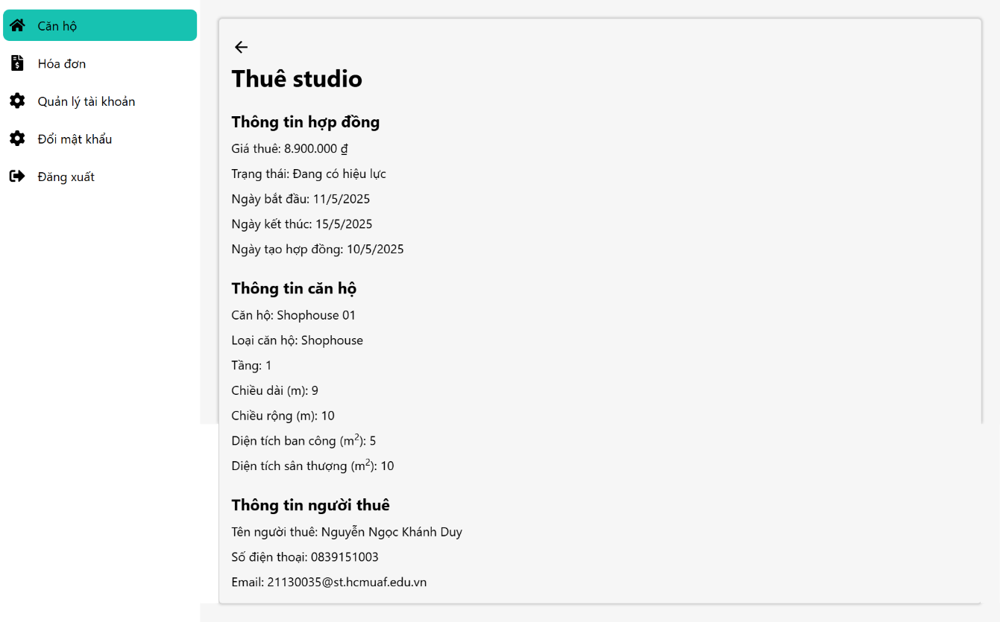 Căn hộ
Hóa đơn
Quản lý tài khoản
Đổi mật khẩu
Đăng xuất
Thuê studio
Thông tin hợp đồng
Giá thuê: 8.900.000 ₫
Trạng thái: Đang có hiệu lực
Ngày bắt đầu: 11/5/2025
Ngày kết thúc: 15/5/2025
Ngày tạo hợp đồng: 10/5/2025
Thông tin căn hộ
Căn hộ: Shophouse 01
Loại căn hộ: Shophouse
Tầng: 1
Chiều dài (m): 9
Chiều rộng (m): 10
Diện tích ban công (m²): 5
Diện tích sân thượng (m²): 10
Thông tin người thuê
Tên người thuê: Nguyễn Ngọc Khánh Duy
Số điện thoại: 0839151003
Email: 21130035@st.hcmuaf.edu.vn